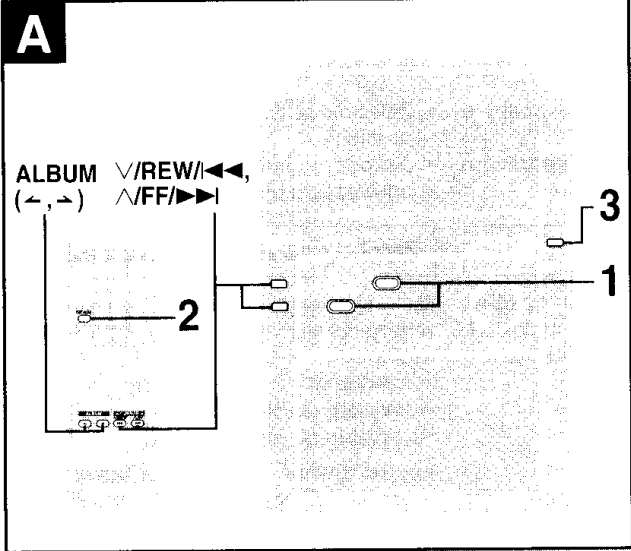 A
ALBUM ∨/REW/I◀◀,
(↼ , ⇀) ∧/FF/▶▶I
3
1
2